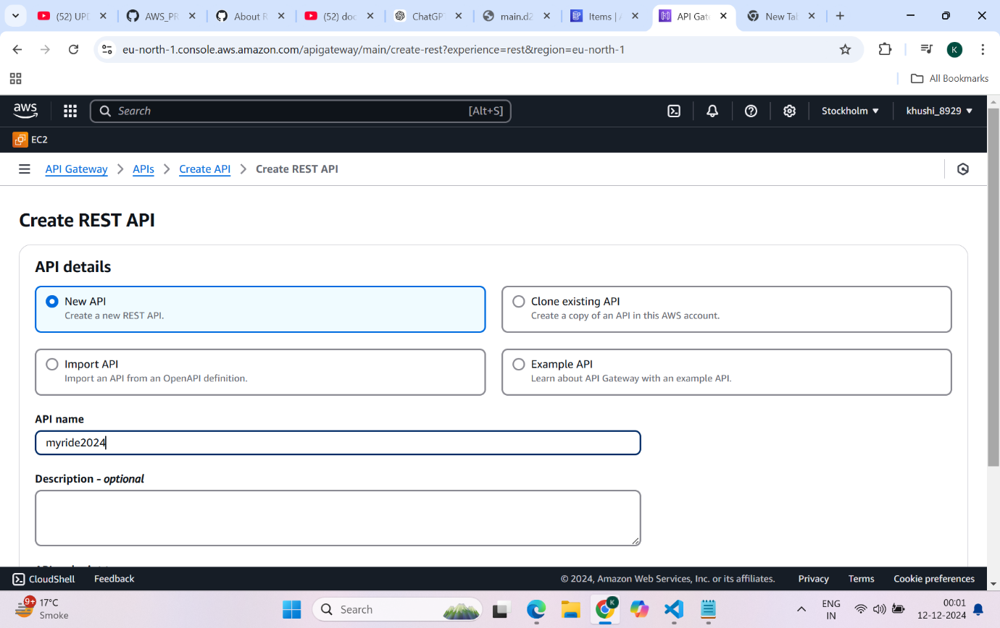 (52) UPD
AWS_PR
About R
(52) doc
ChatGP
main.d2
Items | A
API Gate
New Tab
eu-north-1.console.aws.amazon.com/apigateway/main/create-rest?experience=rest&region=eu-north-1
K
All Bookmarks
aws
Search
[Alt+S]
Stockholm
khushi_8929
EC2
API Gateway
APIs
Create API
Create REST API
Create REST API
API details
New API
Create a new REST API.
Clone existing API
Create a copy of an API in this AWS account.
Import API
Import an API from an OpenAPI definition.
Example API
Learn about API Gateway with an example API.
API name
myride2024
Description - optional
CloudShell
Feedback
© 2024, Amazon Web Services, Inc. or its affiliates.
Privacy
Terms
Cookie preferences
9+
17°C
Smoke
Search
K
ENG
IN
00:01
12-12-2024